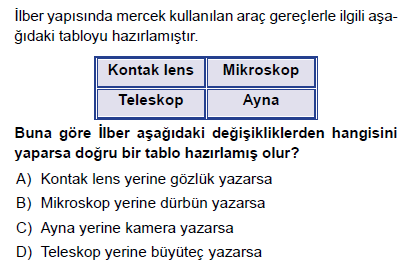 İlber yapısında mercek kullanılan araç gereçlerle ilgili aşa-
ğıdaki tabloyu hazırlamıştır.
Kontak lens Mikroskop
Teleskop Ayna
Buna göre İlber aşağıdaki değişikliklerden hangisini
yaparsa doğru bir tablo hazırlamış olur?
A) Kontak lens yerine gözlük yazarsa
B) Mikroskop yerine dürbün yazarsa
C) Ayna yerine kamera yazarsa
D) Teleskop yerine büyüteç yazarsa